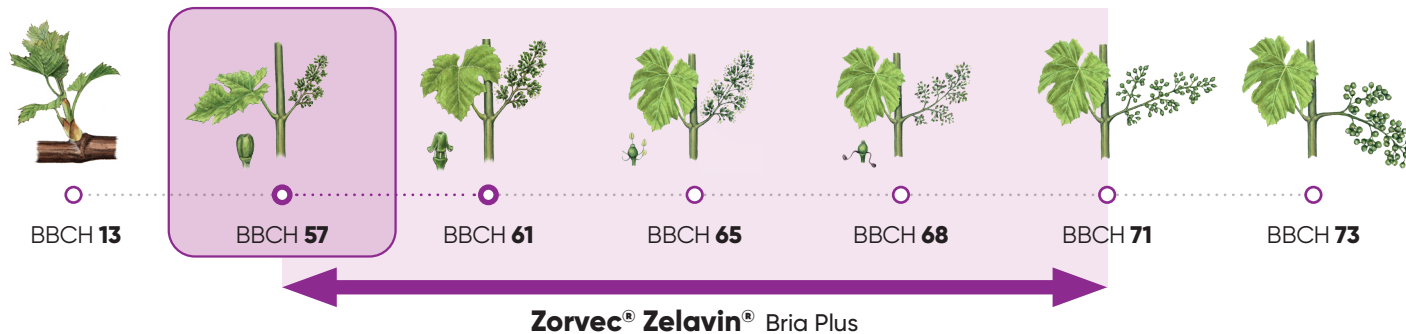 BBCH 13
BBCH 57
BBCH 61
BBCH 65
BBCH 68
BBCH 71
BBCH 73
Zorvec® Zelavin® Bria Plus